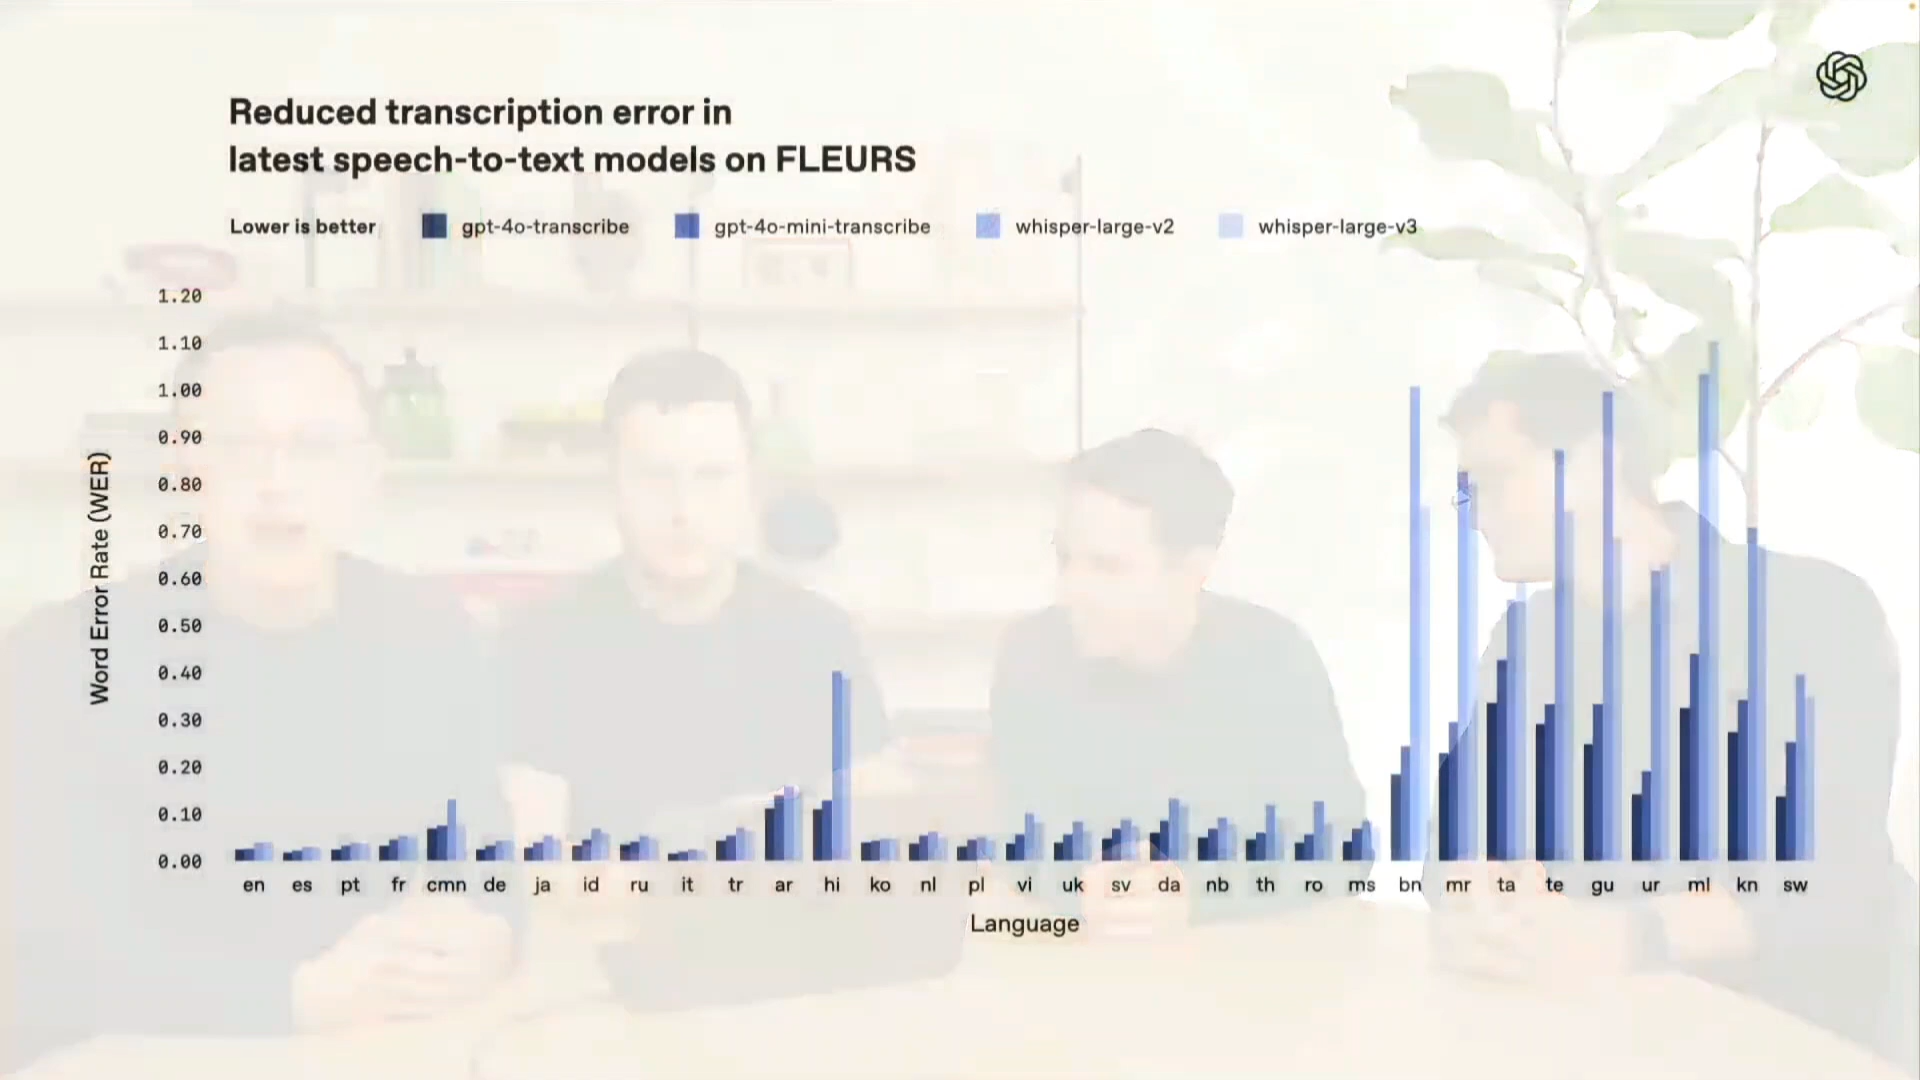 Reduced transcription error in
latest speech-to-text models on FLEURS
Lower is better gpt-4o-transcribe gpt-4o-mini-transcribe whisper-large-v2 whisper-large-v3
Word Error Rate (WER)
1.20
1.10
1.00
0.90
0.80
0.70
0.60
0.50
0.40
0.30
0.20
0.10
0.00
en es pt fr cmn de ja id ru it tr ar hi ko nl pl vi uk sv da nb th ro ms bn mr ta te gu ur ml kn sw
Language